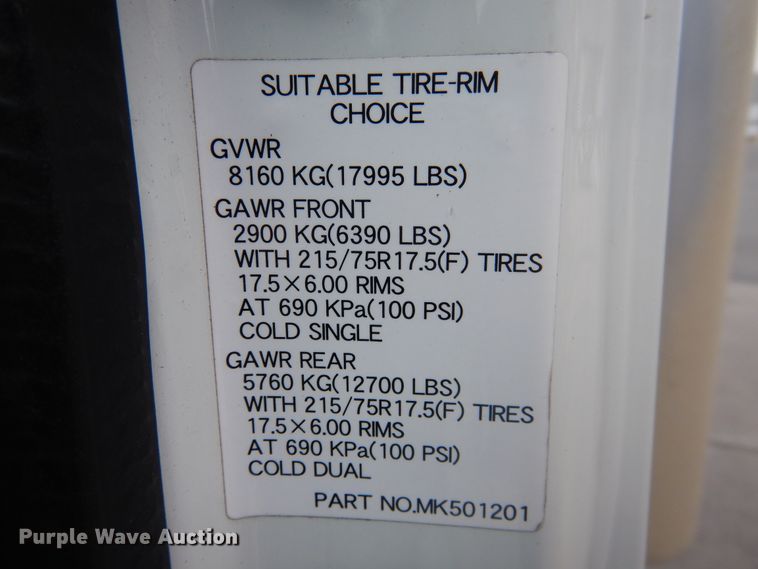 SUITABLE TIRE-RIM
CHOICE
GVWR
8160 KG(17995 LBS)
GAWR FRONT
2900 KG(6390 LBS)
WITH 215/75R17.5(F) TIRES
17.5×6.00 RIMS
AT 690 KPa(100 PSI)
COLD SINGLE
GAWR REAR
5760 KG(12700 LBS)
WITH 215/75R17.5(F) TIRES
17.5×6.00 RIMS
AT 690 KPa(100 PSI)
COLD DUAL
PART NO.MK501201
Purple Wave Auction